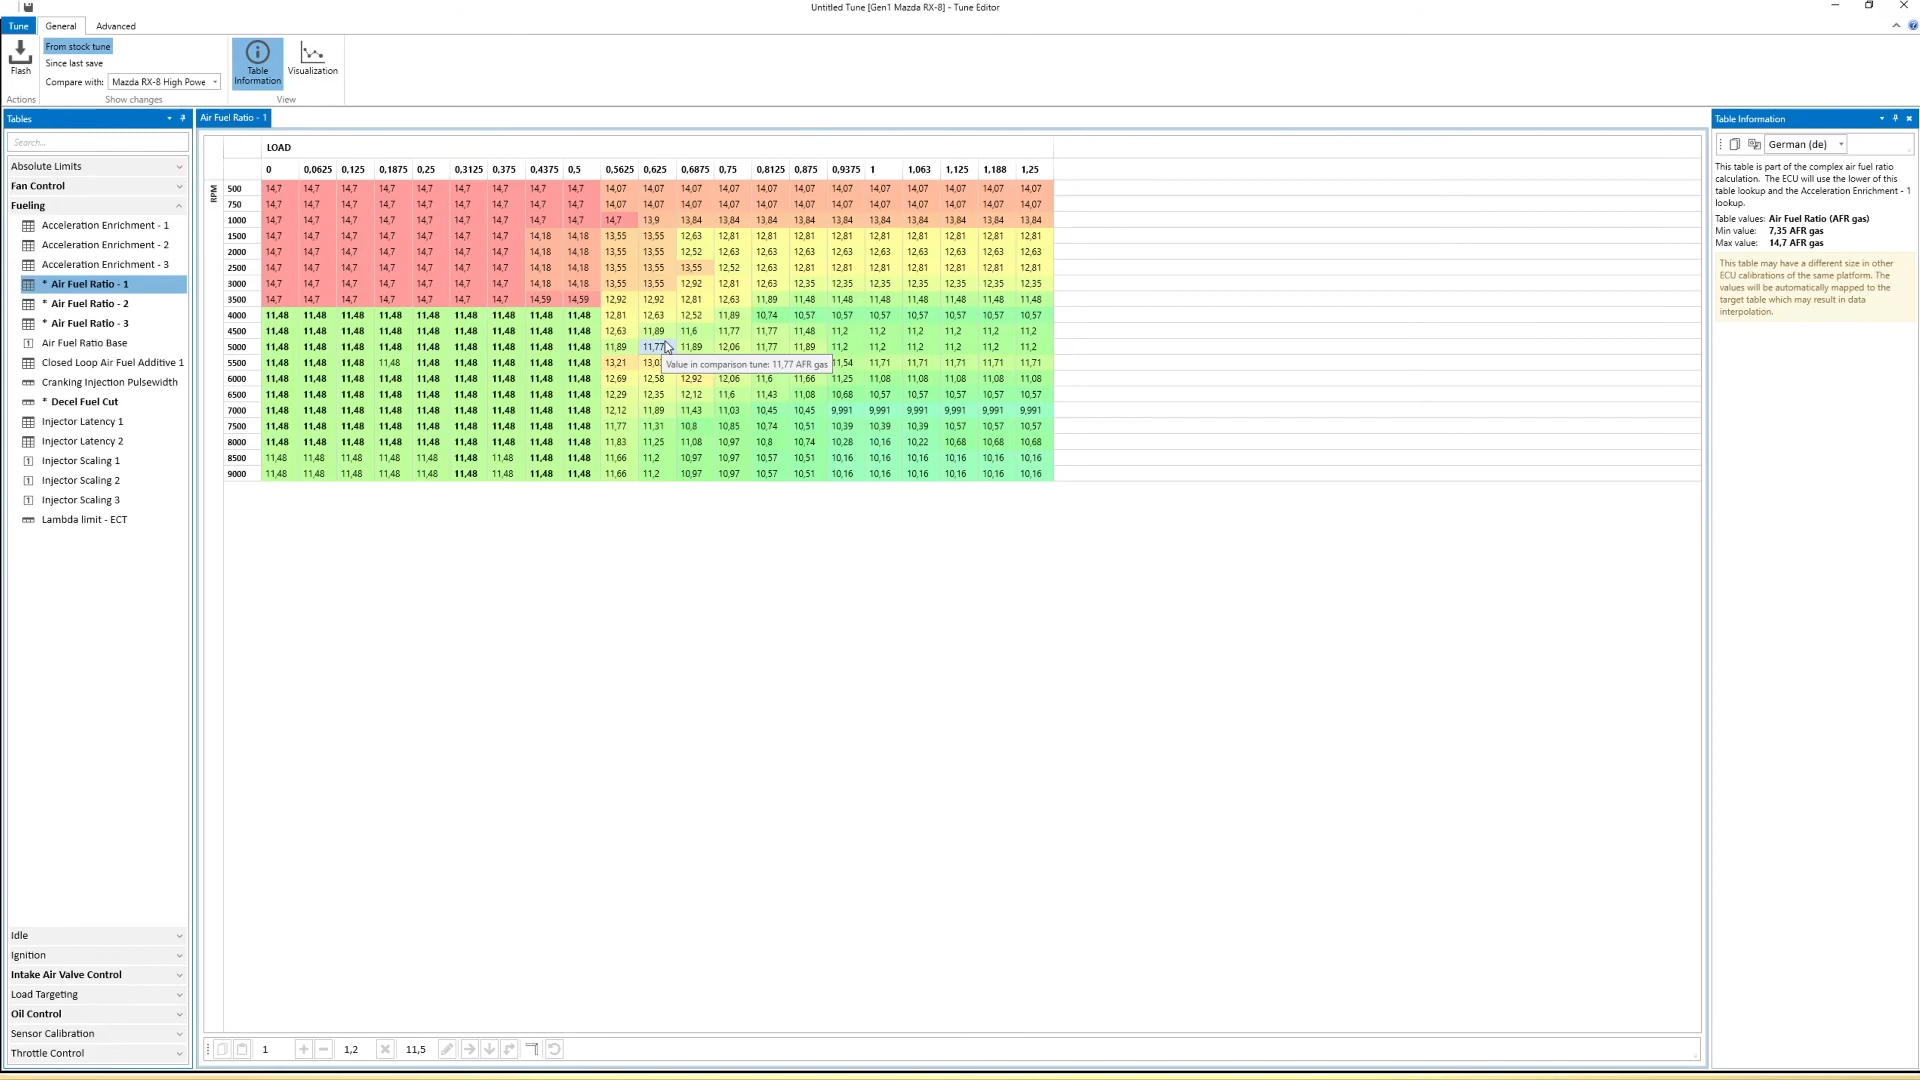 Untitled Tune [Gen1 Mazda RX-8] - Tune Editor
Tune General Advanced
Flash
From stock tune
Since last save
Compare with: Mazda RX-8 High Powe
Table Information
Visualization
Actions Show changes View
Tables
Search...
Absolute Limits
Fan Control
Fueling
Acceleration Enrichment - 1
Acceleration Enrichment - 2
Acceleration Enrichment - 3
* Air Fuel Ratio - 1
* Air Fuel Ratio - 2
* Air Fuel Ratio - 3
Air Fuel Ratio Base
Closed Loop Air Fuel Additive 1
Cranking Injection Pulsewidth
* Decel Fuel Cut
Injector Latency 1
Injector Latency 2
Injector Scaling 1
Injector Scaling 2
Injector Scaling 3
Lambda limit - ECT
Idle
Ignition
Intake Air Valve Control
Load Targeting
Oil Control
Sensor Calibration
Throttle Control
Air Fuel Ratio - 1
LOAD
0 0,0625 0,125 0,1875 0,25 0,3125 0,375 0,4375 0,5 0,5625 0,625 0,6875 0,75 0,8125 0,875 0,9375 1 1,063 1,125 1,188 1,25
RPM
500 14,7 14,7 14,7 14,7 14,7 14,7 14,7 14,7 14,7 14,07 14,07 14,07 14,07 14,07 14,07 14,07 14,07 14,07 14,07 14,07 14,07
750 14,7 14,7 14,7 14,7 14,7 14,7 14,7 14,7 14,7 14,07 14,07 14,07 14,07 14,07 14,07 14,07 14,07 14,07 14,07 14,07 14,07
1000 14,7 14,7 14,7 14,7 14,7 14,7 14,7 14,7 14,7 14,7 13,9 13,84 13,84 13,84 13,84 13,84 13,84 13,84 13,84 13,84 13,84
1500 14,7 14,7 14,7 14,7 14,7 14,7 14,7 14,18 14,18 13,55 13,55 12,63 12,81 12,81 12,81 12,81 12,81 12,81 12,81 12,81 12,81
2000 14,7 14,7 14,7 14,7 14,7 14,7 14,7 14,18 14,18 13,55 13,55 12,52 12,63 12,63 12,63 12,63 12,63 12,63 12,63 12,63 12,63
2500 14,7 14,7 14,7 14,7 14,7 14,7 14,7 14,18 14,18 13,55 13,55 13,55 12,52 12,63 12,81 12,81 12,81 12,81 12,81 12,81 12,81
3000 14,7 14,7 14,7 14,7 14,7 14,7 14,7 14,18 14,18 13,55 13,55 12,92 12,81 12,63 12,35 12,35 12,35 12,35 12,35 12,35 12,35
3500 14,7 14,7 14,7 14,7 14,7 14,7 14,7 14,59 14,59 12,92 12,92 12,81 12,63 11,89 11,48 11,48 11,48 11,48 11,48 11,48 11,48
4000 11,48 11,48 11,48 11,48 11,48 11,48 11,48 11,48 11,48 12,81 12,63 12,52 11,89 10,74 10,57 10,57 10,57 10,57 10,57 10,57 10,57
4500 11,48 11,48 11,48 11,48 11,48 11,48 11,48 11,48 11,48 12,63 11,89 11,6 11,77 11,77 11,48 11,2 11,2 11,2 11,2 11,2 11,2
5000 11,48 11,48 11,48 11,48 11,48 11,48 11,48 11,48 11,48 11,89 11,77 11,89 12,06 11,77 11,89 11,2 11,2 11,2 11,2 11,2 11,2
5500 11,48 11,48 11,48 11,48 11,48 11,48 11,48 11,48 11,48 13,21 11,54 11,71 11,71 11,71 11,71 11,71
Value in comparison tune: 11,77 AFR gas
6000 11,48 11,48 11,48 11,48 11,48 11,48 11,48 11,48 11,48 12,69 12,58 12,92 12,06 11,6 11,66 11,25 11,08 11,08 11,08 11,08 11,08
6500 11,48 11,48 11,48 11,48 11,48 11,48 11,48 11,48 11,48 12,29 12,35 12,12 11,6 11,43 11,08 10,68 10,57 10,57 10,57 10,57 10,57
7000 11,48 11,48 11,48 11,48 11,48 11,48 11,48 11,48 11,48 12,12 11,89 11,43 11,03 10,45 10,45 9,991 9,991 9,991 9,991 9,991 9,991
7500 11,48 11,48 11,48 11,48 11,48 11,48 11,48 11,48 11,48 11,77 11,31 10,8 10,85 10,74 10,51 10,39 10,39 10,39 10,57 10,57 10,57
8000 11,48 11,48 11,48 11,48 11,48 11,48 11,48 11,48 11,48 11,83 11,25 11,08 10,97 10,8 10,74 10,28 10,16 10,22 10,68 10,68 10,68
8500 11,48 11,48 11,48 11,48 11,48 11,48 11,48 11,48 11,48 11,66 11,2 10,97 10,97 10,57 10,51 10,16 10,16 10,16 10,16 10,16 10,16
9000 11,48 11,48 11,48 11,48 11,48 11,48 11,48 11,48 11,48 11,66 11,2 10,97 10,97 10,57 10,51 10,16 10,16 10,16 10,16 10,16 10,16
1 1,2 11,5
Table Information
German (de)
This table is part of the complex air fuel ratio
calculation. The ECU will use the lower of this
table lookup and the Acceleration Enrichment - 1
lookup.
Table values: Air Fuel Ratio (AFR gas)
Min value: 7,35 AFR gas
Max value: 14,7 AFR gas
This table may have a different size in other
ECU calibrations of the same platform. The
values will be automatically mapped to the
target table which may result in data
interpolation.